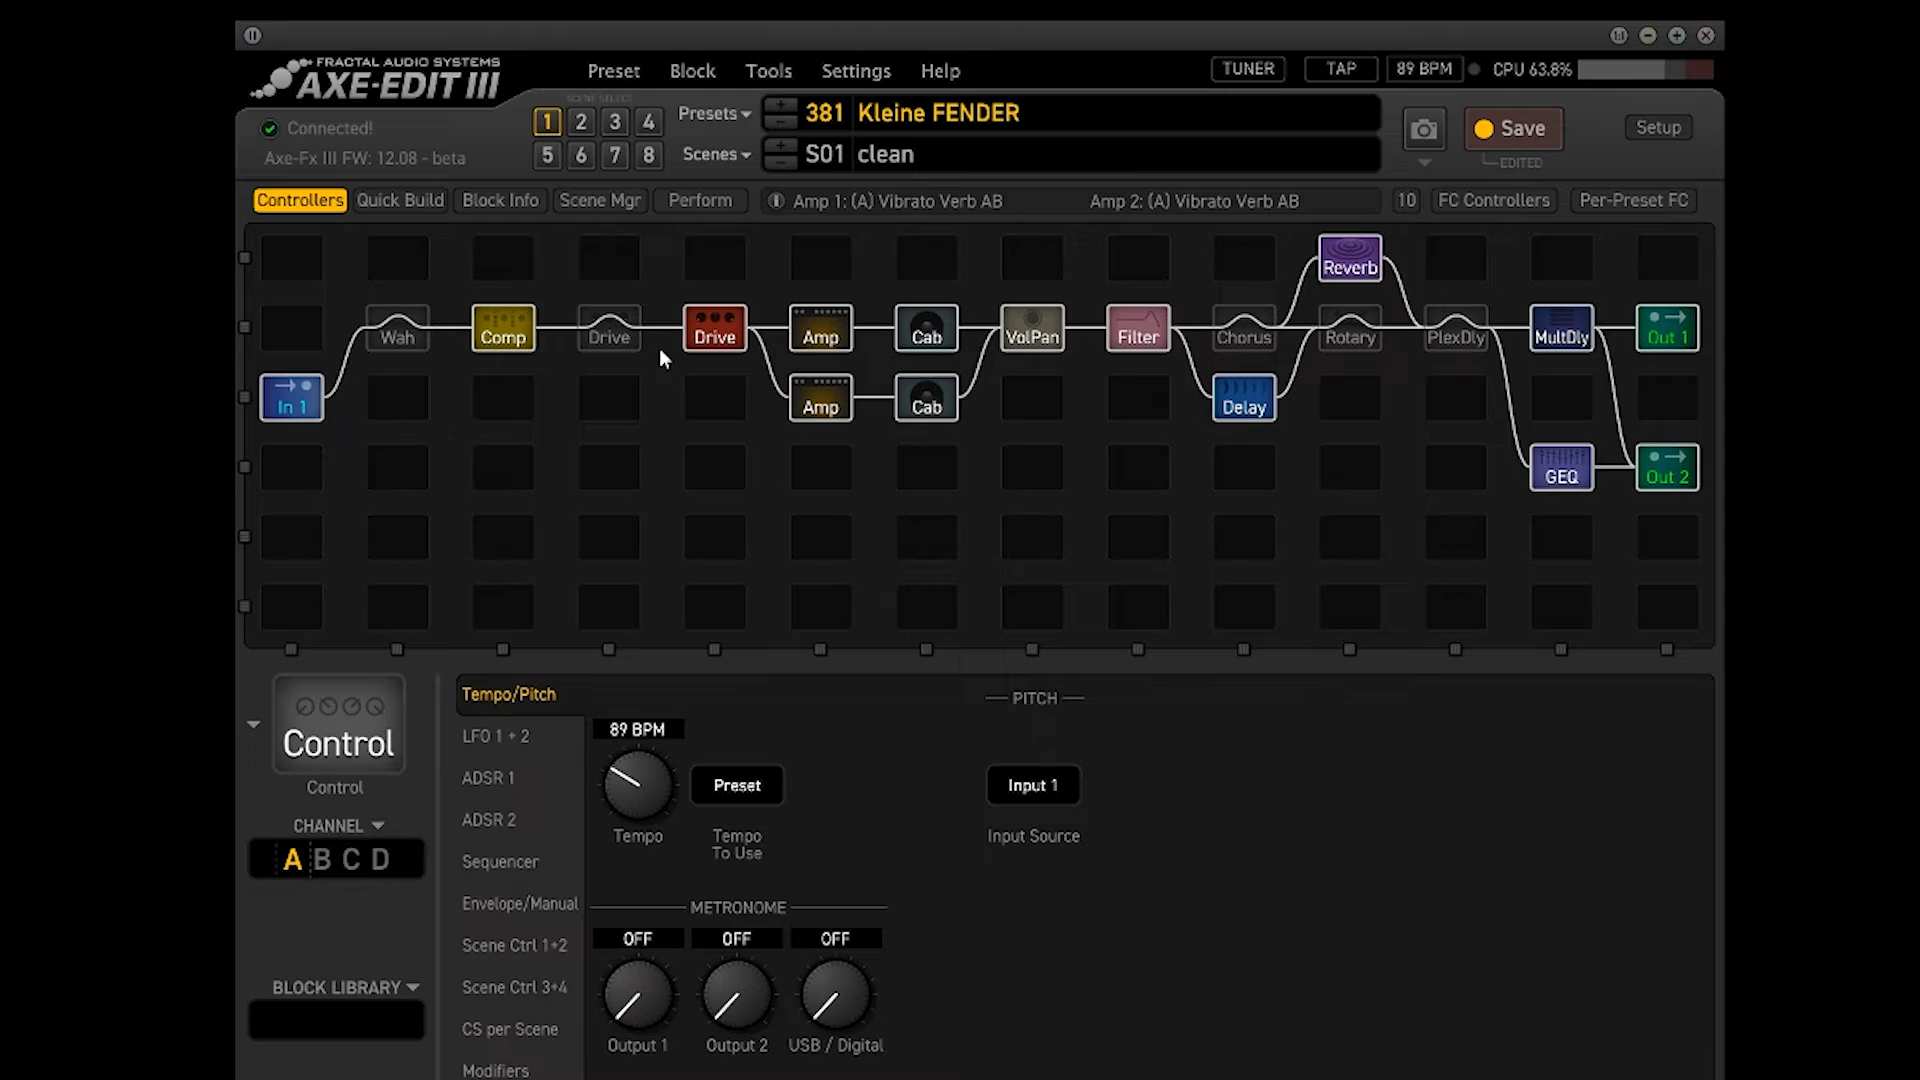 FRACTAL AUDIO SYSTEMS
AXE-EDIT III
Preset Block Tools Settings Help
TUNER TAP 89 BPM CPU 63.8%
SCENE SELECT
Connected!
Axe-Fx III FW: 12.08 - beta
1 2 3 4
5 6 7 8
Presets 381 Kleine FENDER
Scenes S01 clean
Save
EDITED
Setup
Controllers Quick Build Block Info Scene Mgr Perform Amp 1: (A) Vibrato Verb AB Amp 2: (A) Vibrato Verb AB 10 FC Controllers Per-Preset FC
Reverb
Wah Comp Drive Drive Amp Cab VolPan Filter Chorus Rotary PlexDly MultDly Out 1
In 1 Amp Cab Delay
GEQ Out 2
Control
Control
CHANNEL
A B C D
BLOCK LIBRARY
Tempo/Pitch
LFO 1 + 2
ADSR 1
ADSR 2
Sequencer
Envelope/Manual
Scene Ctrl 1+2
Scene Ctrl 3+4
CS per Scene
Modifiers
89 BPM
Tempo
Preset
Tempo
To Use
PITCH
Input 1
Input Source
METRONOME
OFF OFF OFF
Output 1 Output 2 USB / Digital